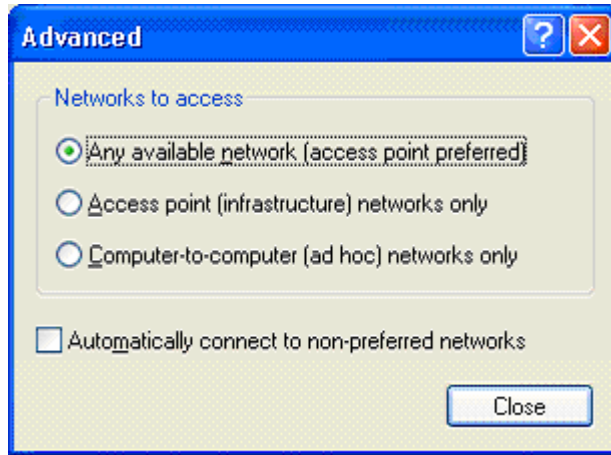 Advanced
?
Networks to access
Any available network (access point preferred)
Access point (infrastructure) networks only
Computer-to-computer (ad hoc) networks only
Automatically connect to non-preferred networks
Close